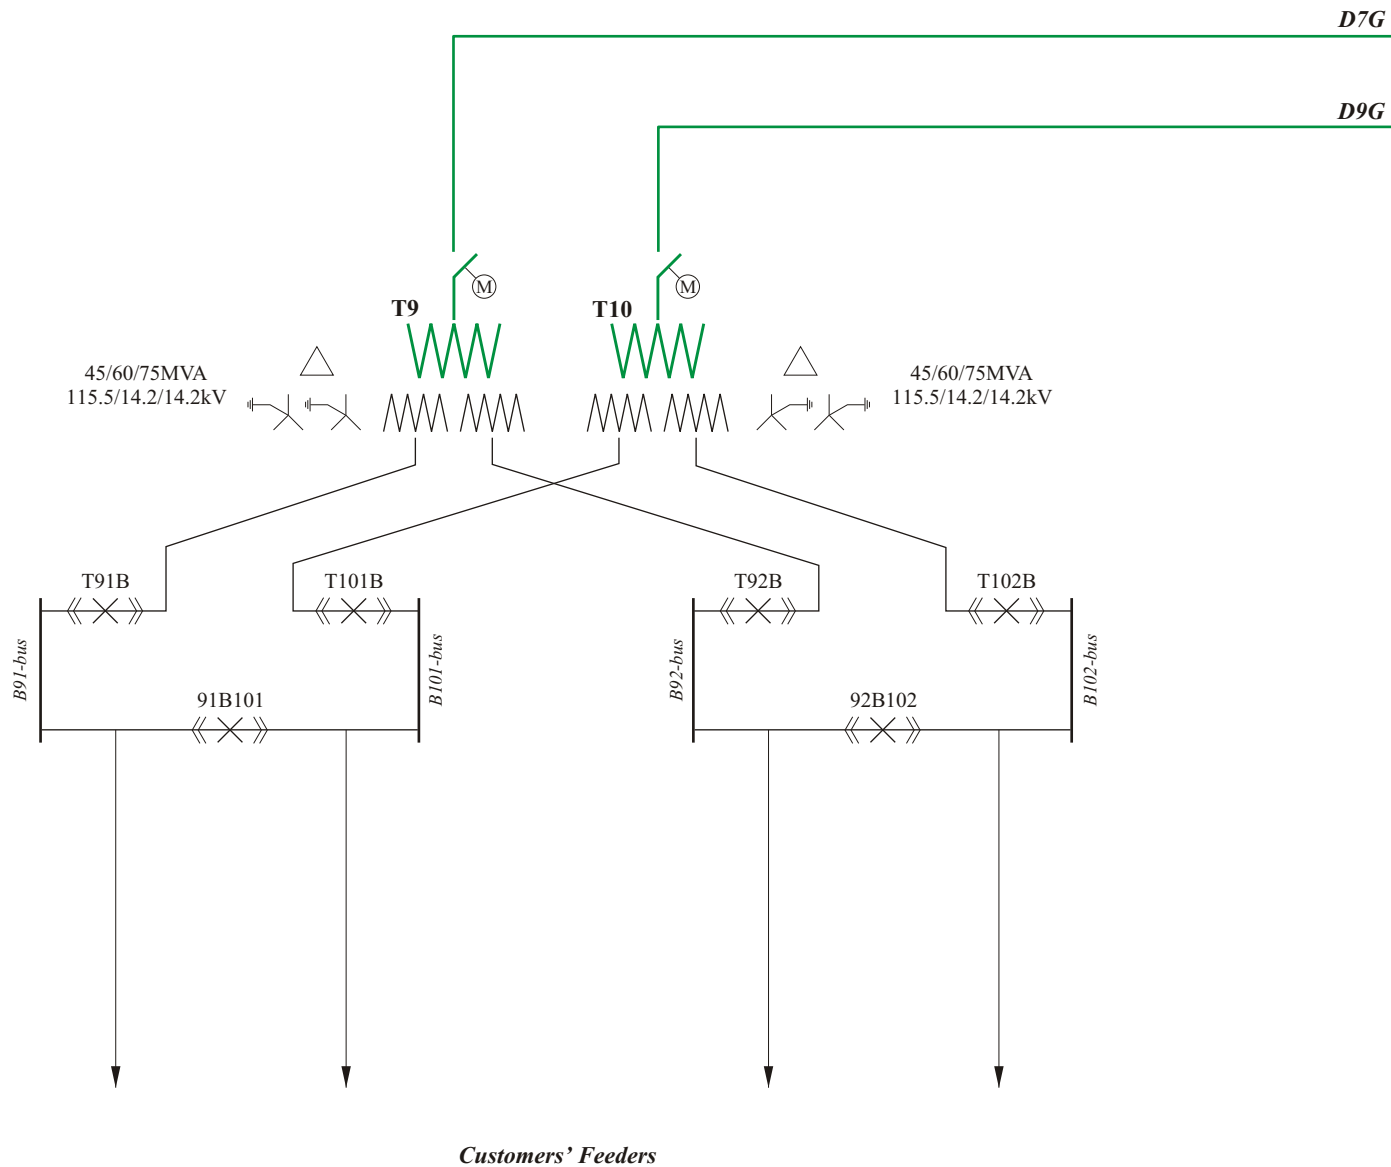 D7G
D9G
M
M
T9
T10
45/60/75MVA
115.5/14.2/14.2kV
45/60/75MVA
115.5/14.2/14.2kV
T91B
T101B
T92B
T102B
B91-bus
B101-bus
B92-bus
B102-bus
91B101
92B102
Customers’ Feeders